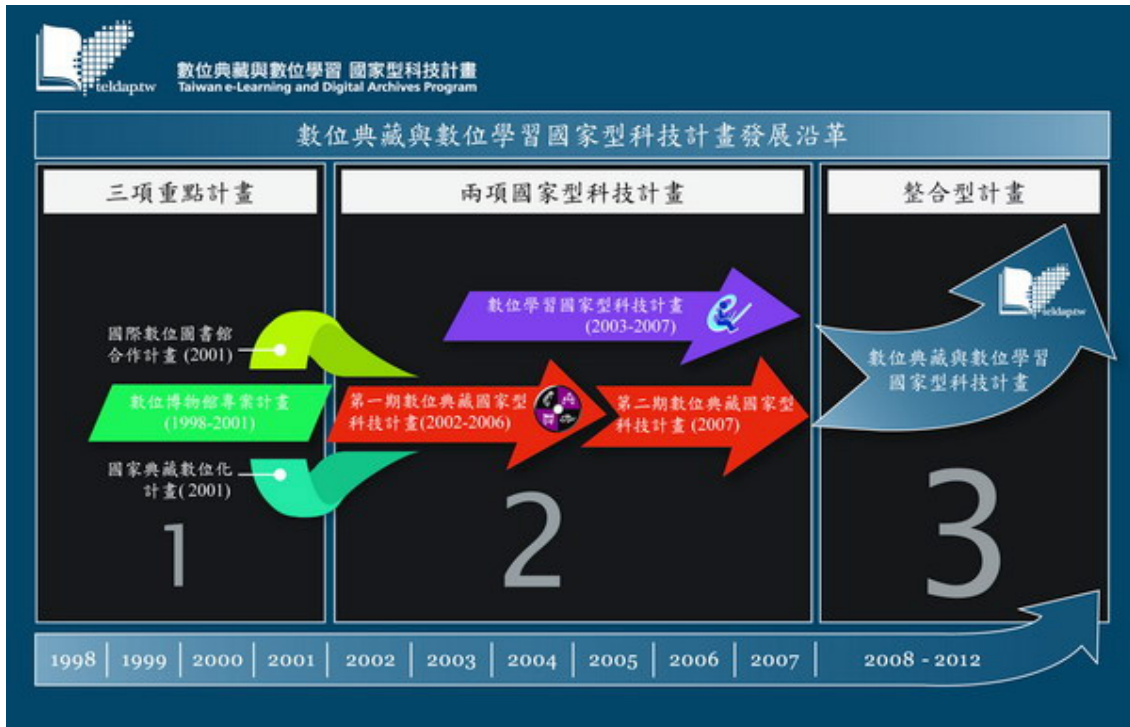 teldap.tw
數位典藏與數位學習 國家型科技計畫
Taiwan e-Learning and Digital Archives Program
數位典藏與數位學習國家型科技計畫發展沿革
三項重點計畫
兩項國家型科技計畫
整合型計畫
國際數位圖書館
合作計畫 (2001)
數位博物館專案計畫
(1998-2001)
國家典藏數位化
計畫(2001)
1
數位學習國家型科技計畫
(2003-2007)
第一期數位典藏國家型
科技計畫(2002-2006)
第二期數位典藏國家型
科技計畫 (2007)
2
teldap.tw
數位典藏與數位學習
國家型科技計畫
3
1998 1999 2000 2001 2002 2003 2004 2005 2006 2007 2008 - 2012